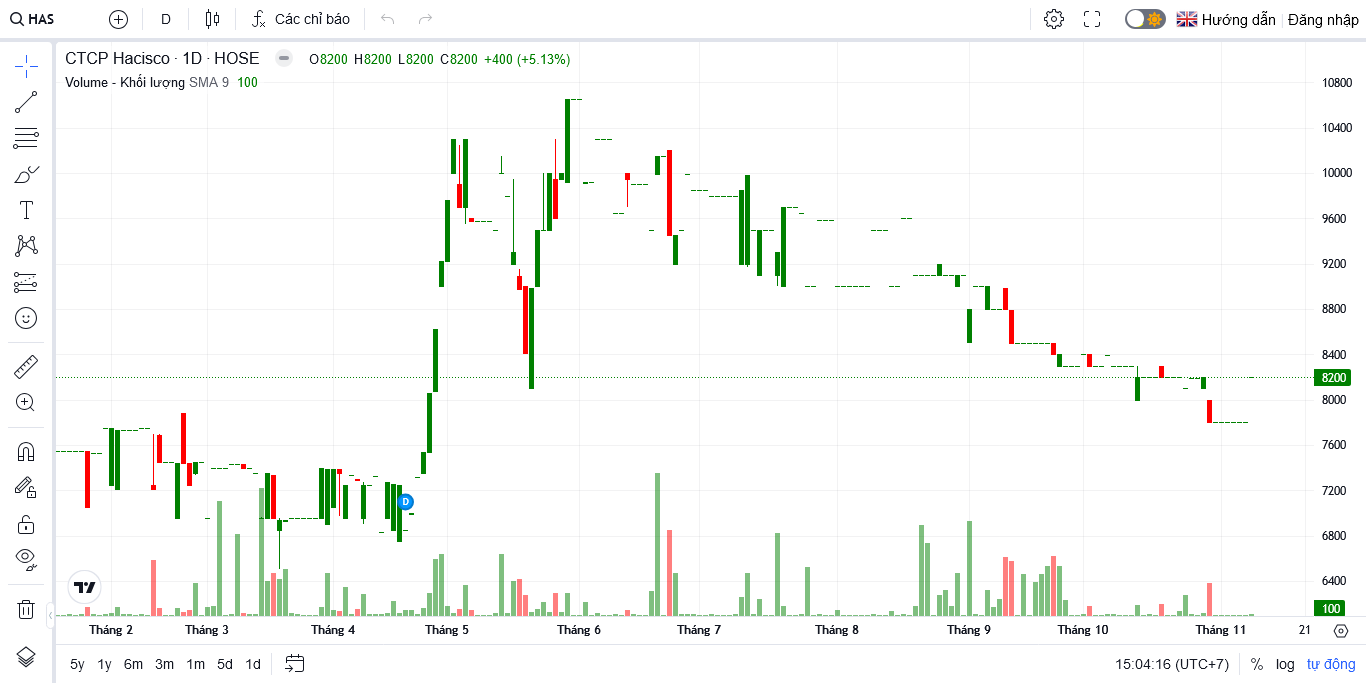 HAS D Các chỉ báo Hướng dẫn Đăng nhập
CTCP Hacisco · 1D · HOSE O8200 H8200 L8200 C8200 +400 (+5.13%)
Volume - Khối lượng SMA 9 100
10800
10400
10000
9600
9200
8800
8400
8200
8000
7600
7200
D
6800
6400
100
Tháng 2 Tháng 3 Tháng 4 Tháng 5 Tháng 6 Tháng 7 Tháng 8 Tháng 9 Tháng 10 Tháng 11 21
5y 1y 6m 3m 1m 5d 1d 15:04:16 (UTC+7) % log tự động